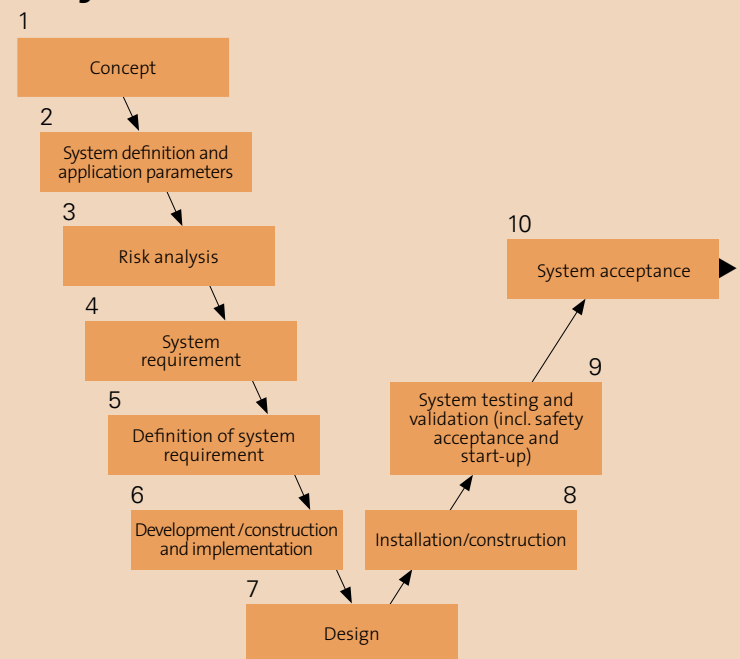 1
Concept
2
System definition and
application parameters
3
Risk analysis
4
System
requirement
5
Definition of system
requirement
6
Development/construction
and implementation
7
Design
8
Installation/construction
9
System testing and
validation (incl. safety
acceptance and
start-up)
10
System acceptance